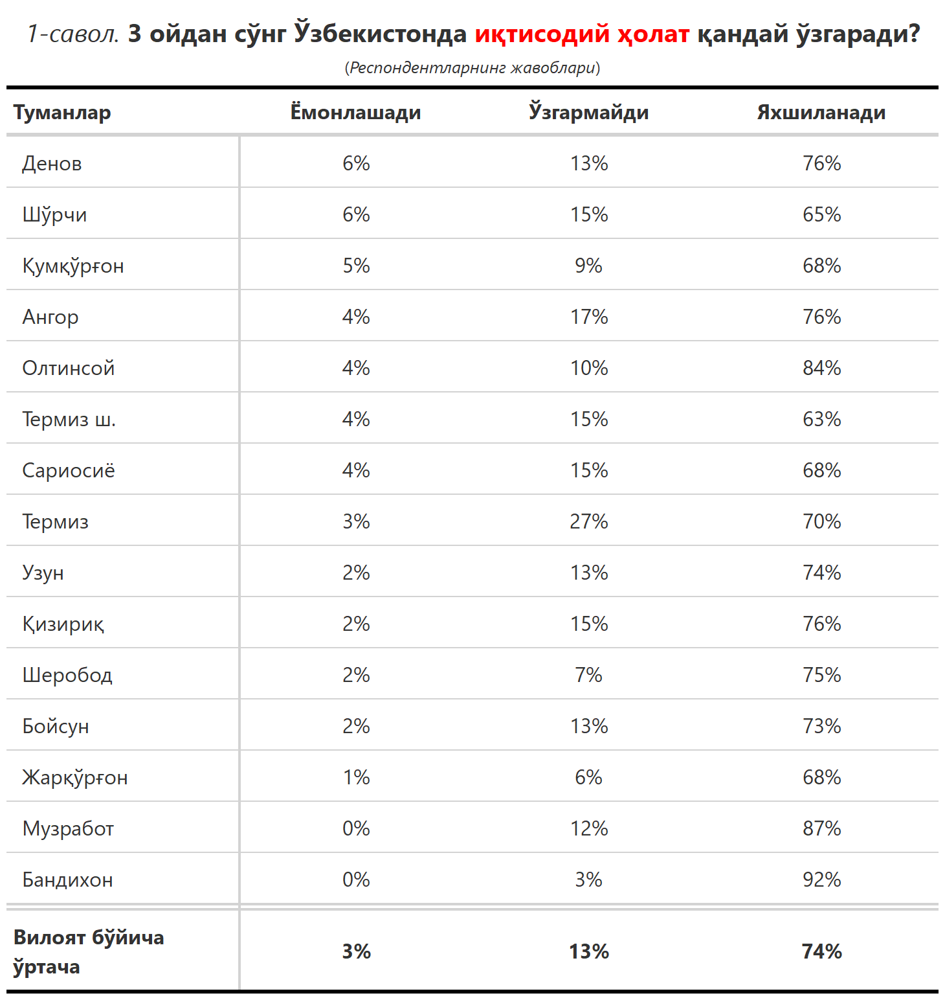 1-савол. 3 ойдан сўнг Ўзбекистонда иқтисодий ҳолат қандай ўзгаради?
(Респондентларнинг жавоблари)
Туманлар Ёмонлашади Ўзгармайди Яхшиланади
Денов 6% 13% 76%
Шўрчи 6% 15% 65%
Қумқўрғон 5% 9% 68%
Ангор 4% 17% 76%
Олтинсой 4% 10% 84%
Термиз ш. 4% 15% 63%
Сариосиё 4% 15% 68%
Термиз 3% 27% 70%
Узун 2% 13% 74%
Қизириқ 2% 15% 76%
Шеробод 2% 7% 75%
Бойсун 2% 13% 73%
Жарқўрғон 1% 6% 68%
Музработ 0% 12% 87%
Бандихон 0% 3% 92%
Вилоят бўйича
ўртача 3% 13% 74%